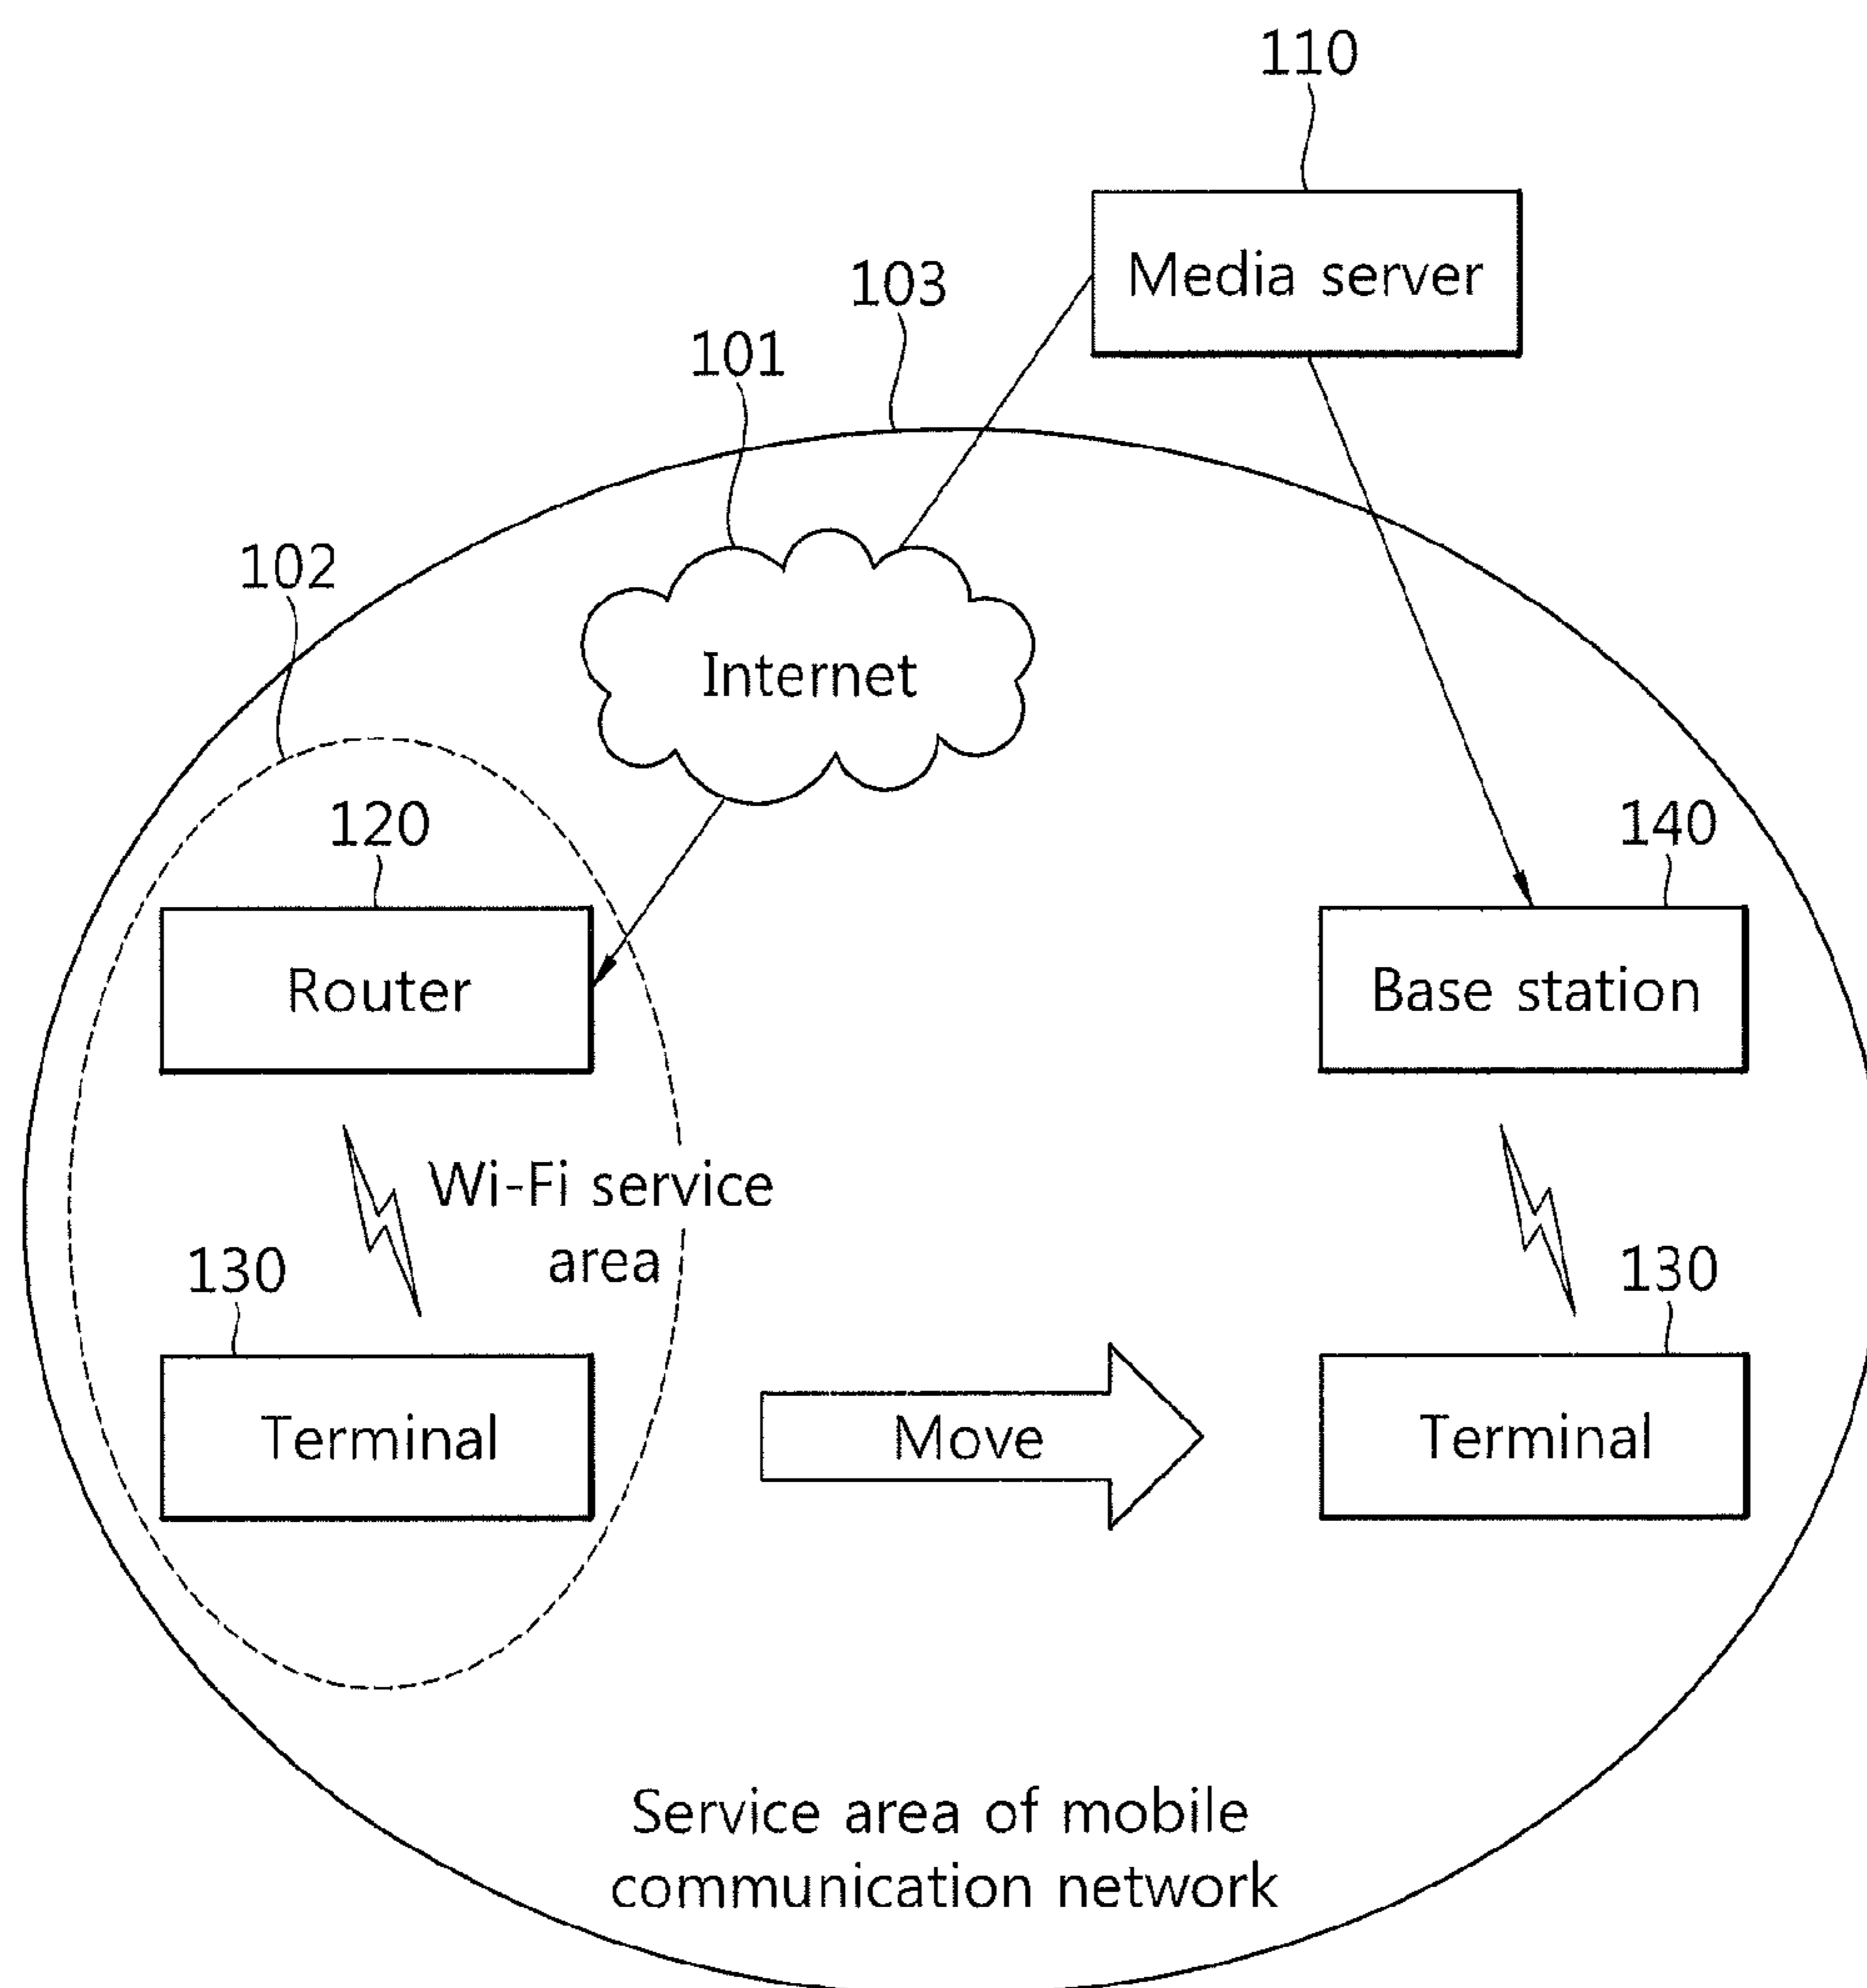 110
Media server
103
101
102
Internet
120
140
Router
Base station
Wi-Fi service
area
130
130
Terminal
Move
Terminal
Service area of mobile
communication network